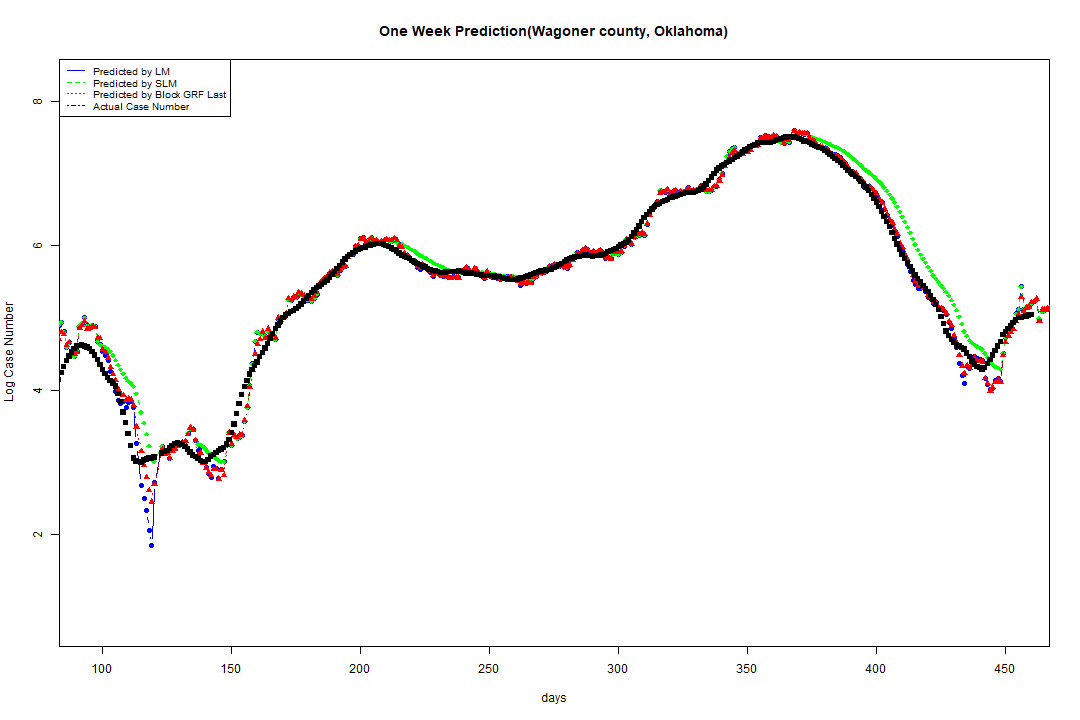 One Week Prediction(Wagoner county, Oklahoma)
Predicted by LM
Predicted by SLM
Predicted by Block GRF Last
Actual Case Number
8
6
4
2
Log Case Number
100 150 200 250 300 350 400 450
days